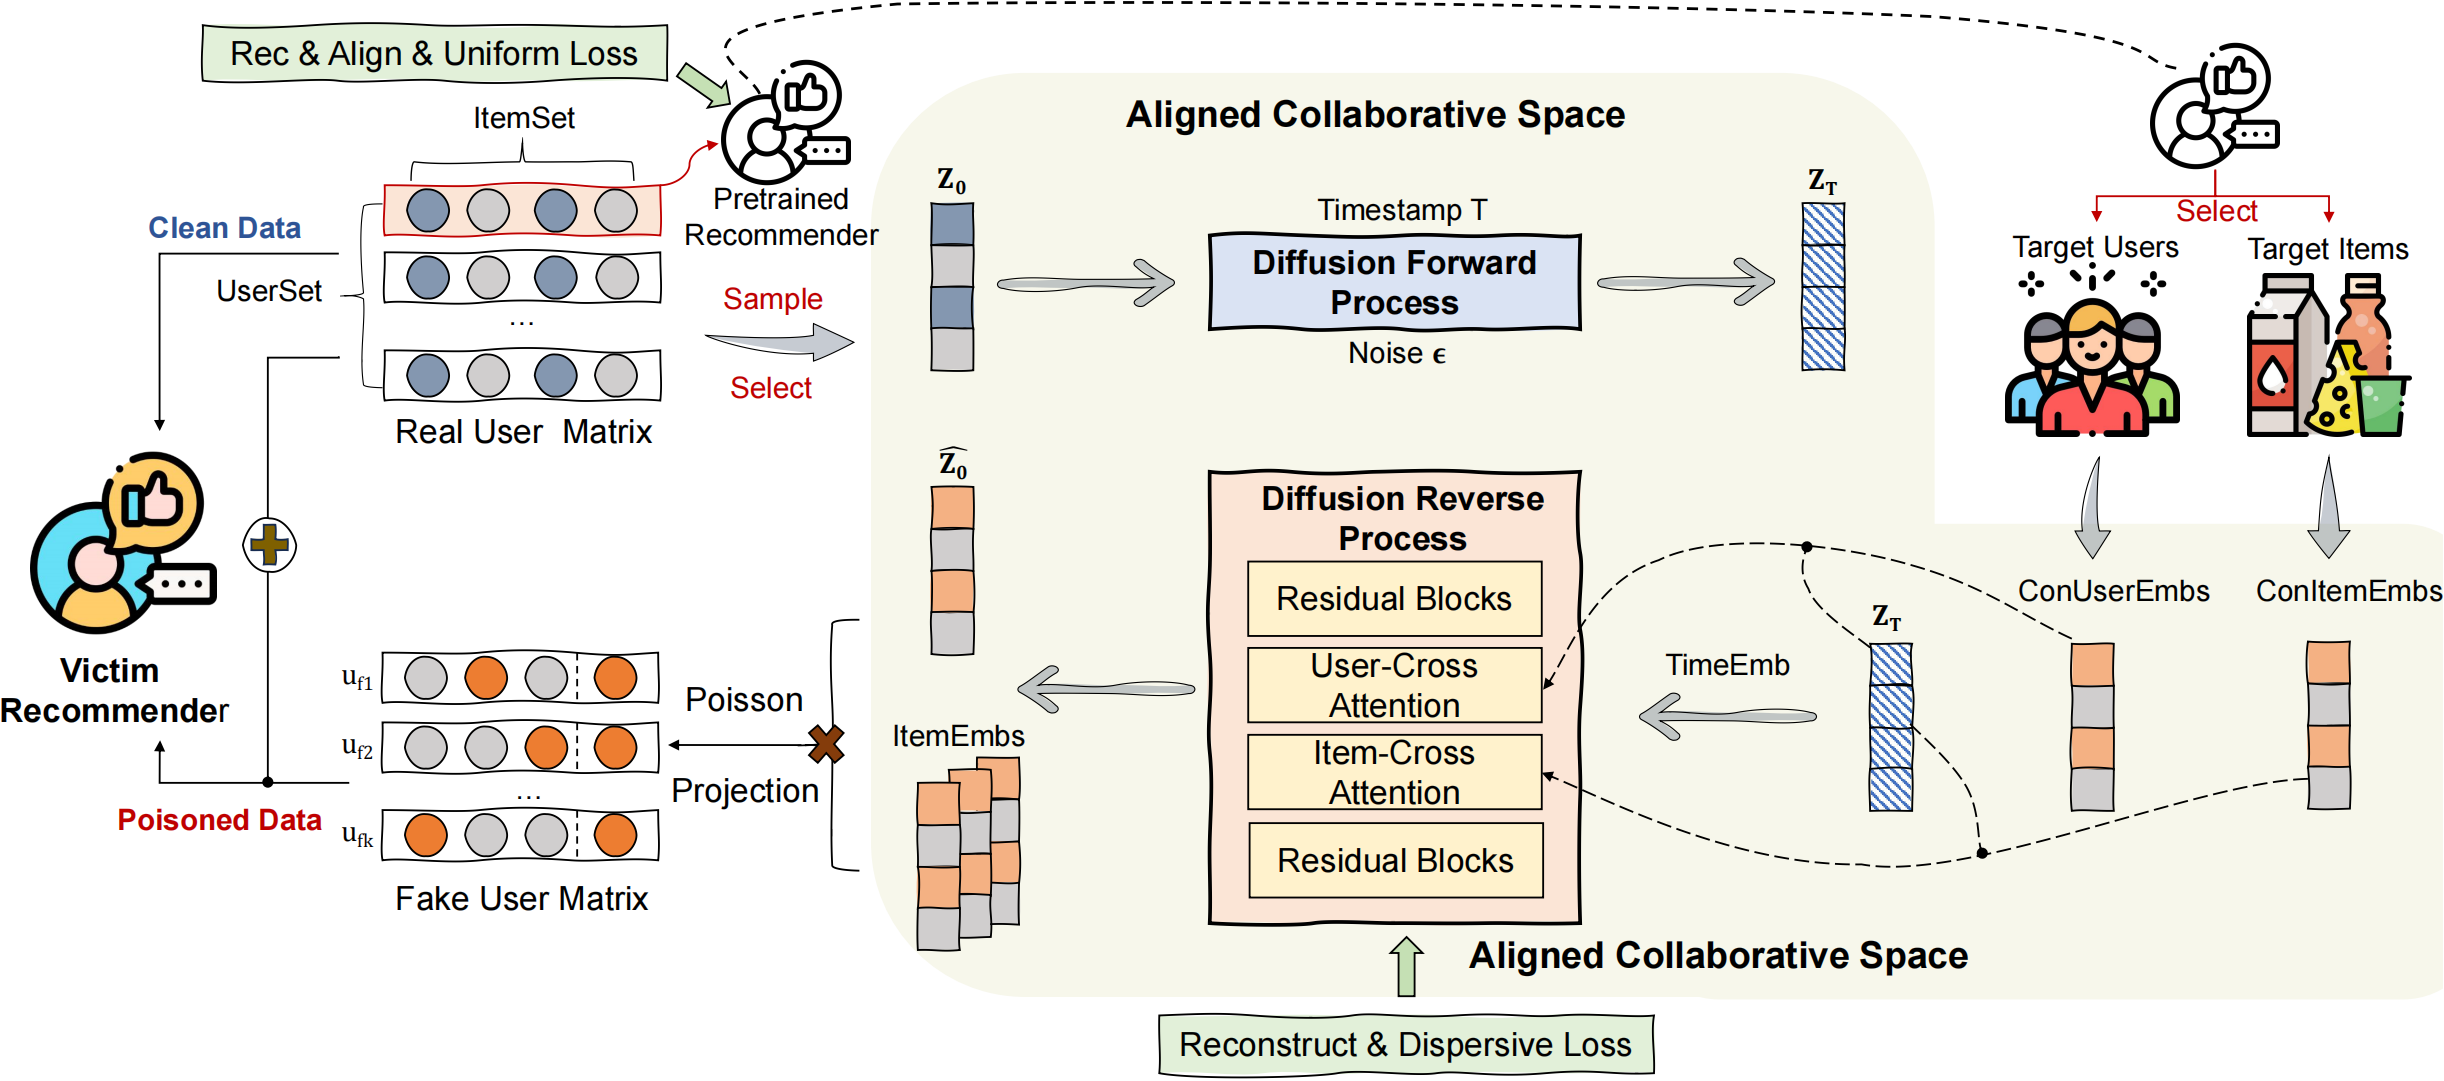 Rec & Align & Uniform Loss
ItemSet
Clean Data
UserSet
...
Real User Matrix
Pretrained
Recommender
Sample
Select
Aligned Collaborative Space
Z₀
Timestamp T
Diffusion Forward
Process
Noise ϵ
Z_T
Select
Target Users
Target Items
Victim
Recommender
Poisoned Data
u_f1
u_f2
...
u_fk
Fake User Matrix
Poisson
Projection
Ẑ₀
ItemEmbs
Diffusion Reverse
Process
Residual Blocks
User-Cross
Attention
Item-Cross
Attention
Residual Blocks
TimeEmb
Z_T
ConUserEmbs
ConItemEmbs
Aligned Collaborative Space
Reconstruct & Dispersive Loss